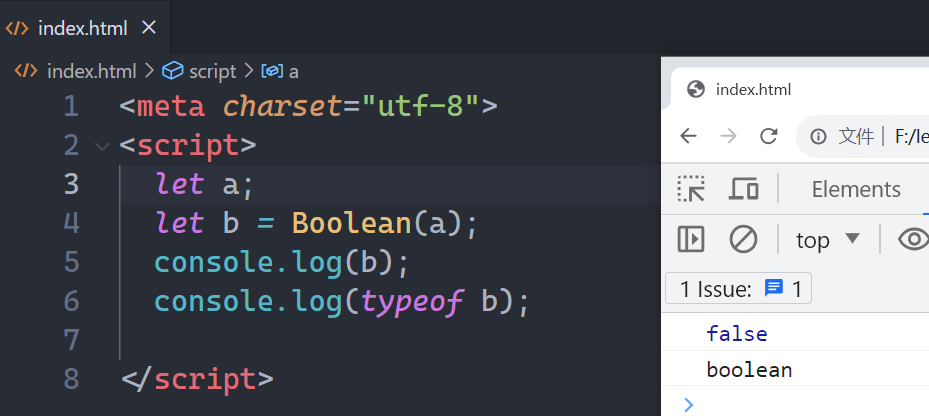 index.html
index.html script a
1 <meta charset="utf-8">
2 <script>
3 let a;
4 let b = Boolean(a);
5 console.log(b);
6 console.log(typeof b);
7
8 </script>
index.html
文件 F:/le
Elements
top
1 Issue: 1
false
boolean